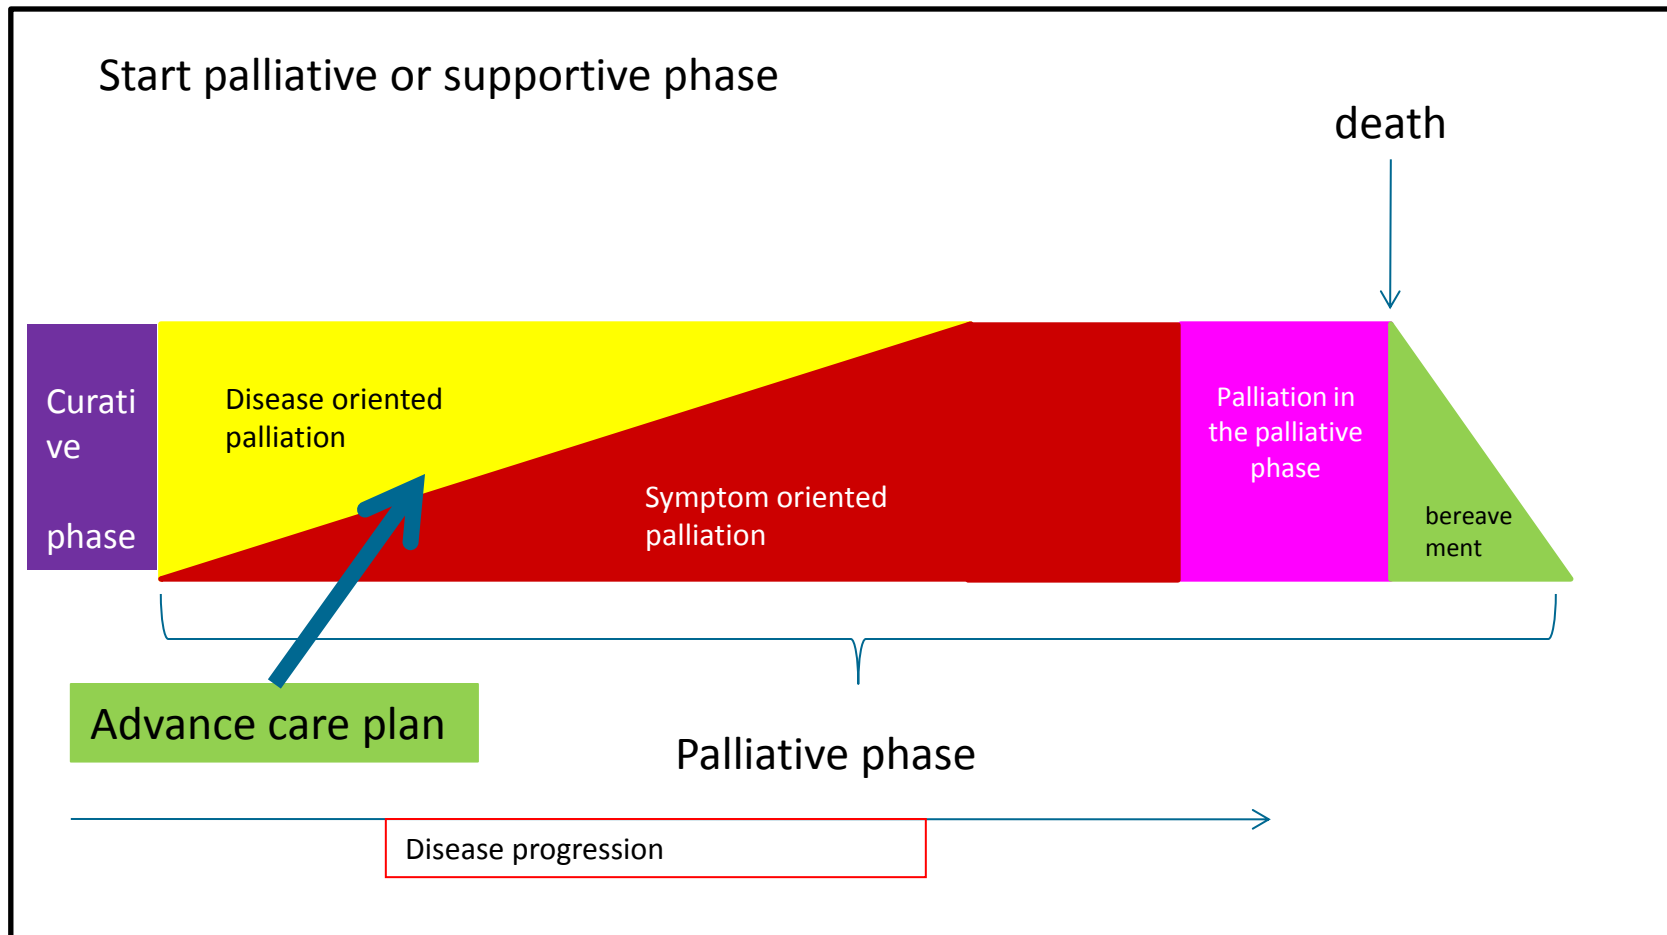 Start palliative or supportive phase
death
Curati
ve
phase
Disease oriented
palliation
Symptom oriented
palliation
Palliation in
the palliative
phase
bereave
ment
Advance care plan
Palliative phase
Disease progression